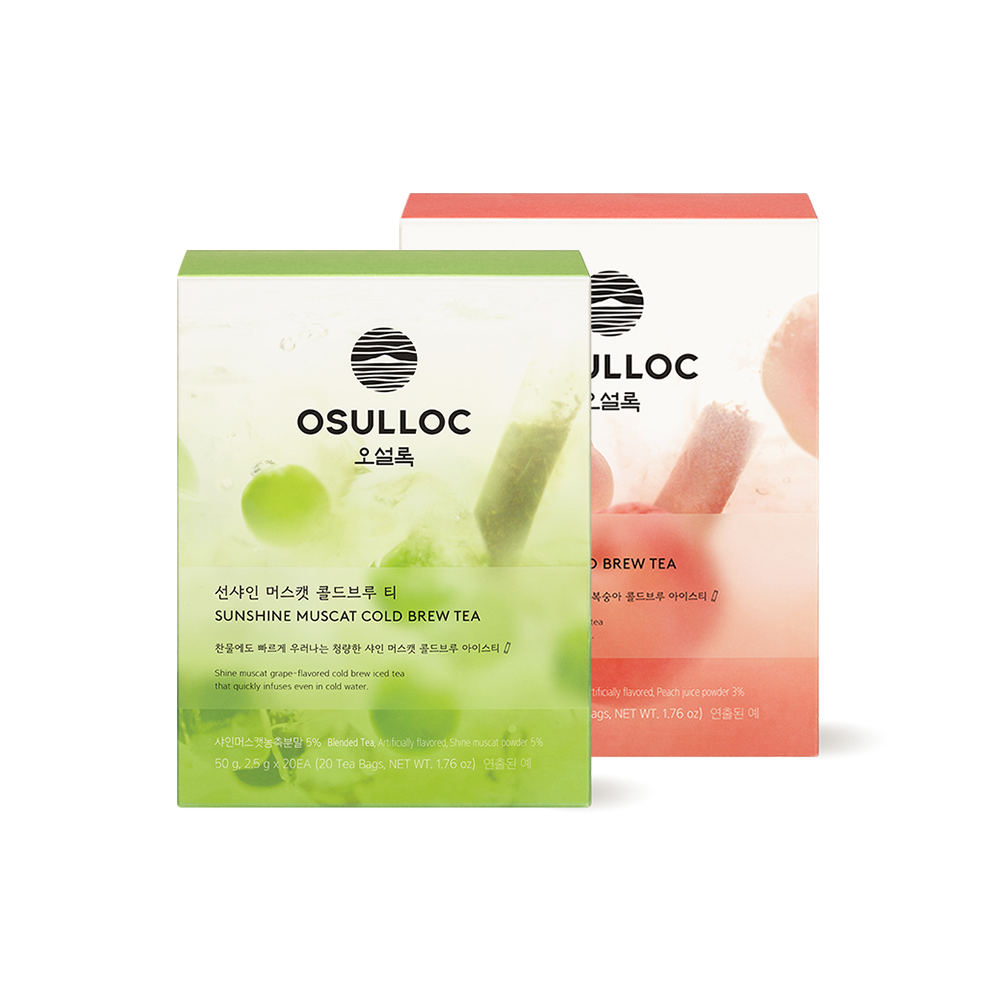 OSULLOC
오설록
선샤인 머스캣 콜드브루 티
SUNSHINE MUSCAT COLD BREW TEA
찬물에도 빠르게 우러나는 청량한 샤인 머스캣 콜드브루 아이스티
Shine muscat grape-flavored cold brew iced tea
that quickly infuses even in cold water.
샤인머스캣농축분말 5% Blended Tea, Artificially flavored, Shine muscat powder 5%
50 g, 2.5 g x 20EA (20 Tea Bags, NET WT. 1.76 oz) 연출된 예
ULLOC
오설록
BREW TEA
복숭아 콜드브루 아이스티
tea
flavored, Peach juice powder 3%
NET WT. 1.76 oz) 연출된 예